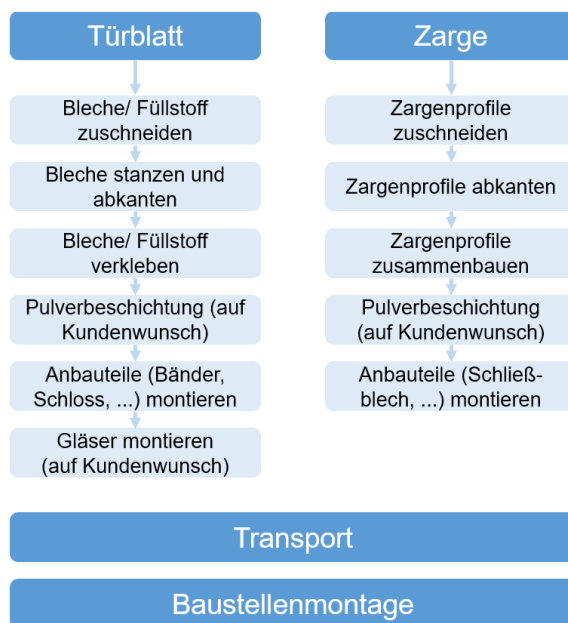 Türblatt
Bleche/ Füllstoff
zuschneiden
Bleche stanzen und
abkanten
Bleche/ Füllstoff
verkleben
Pulverbeschichtung (auf
Kundenwunsch)
Anbauteile (Bänder,
Schloss, ...) montieren
Gläser montieren
(auf Kundenwunsch)
Zarge
Zargenprofile
zuschneiden
Zargenprofile abkanten
Zargenprofile
zusammenbauen
Pulverbeschichtung
(auf Kundenwunsch)
Anbauteile (Schließ-
blech, ...) montieren
Transport
Baustellenmontage